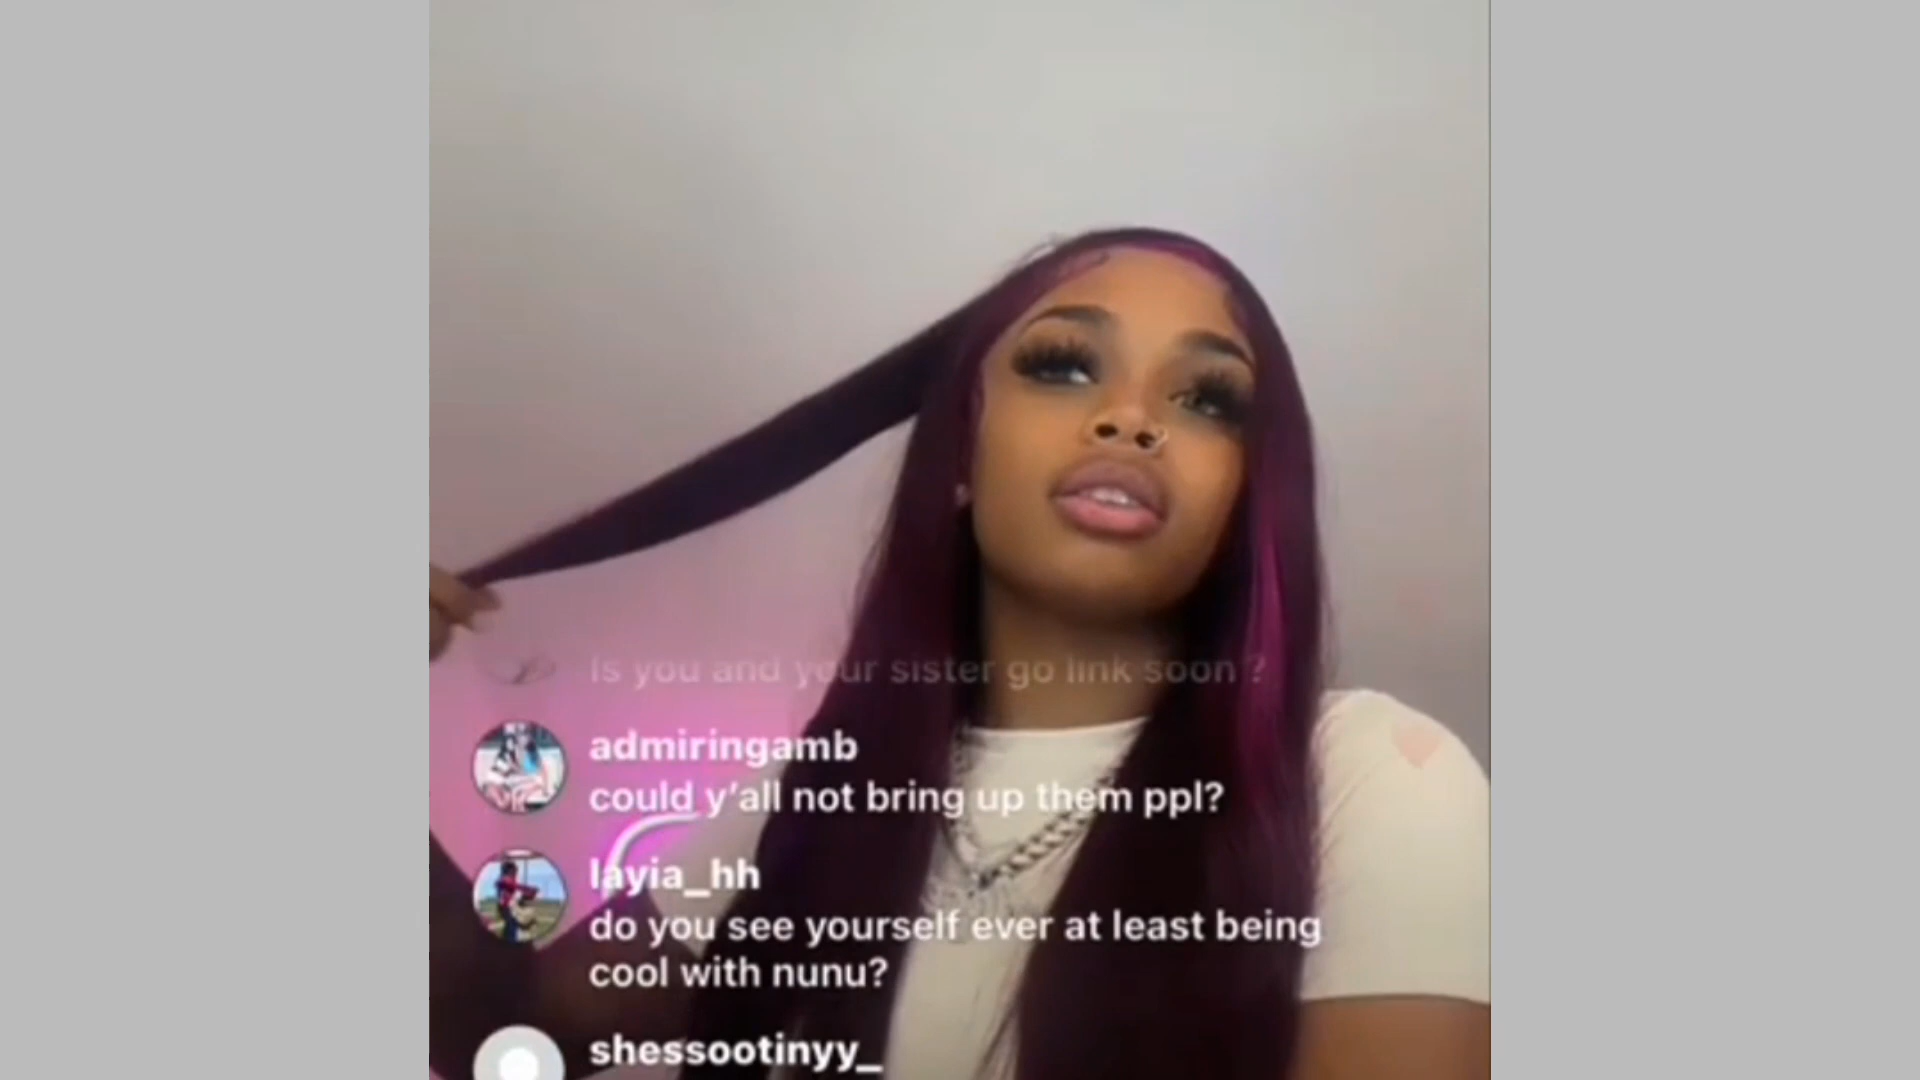 Is you and your sister go link soon ?
admiringamb
could y'all not bring up them ppl?
layia_hh
do you see yourself ever at least being
cool with nunu?
shessootinyy_